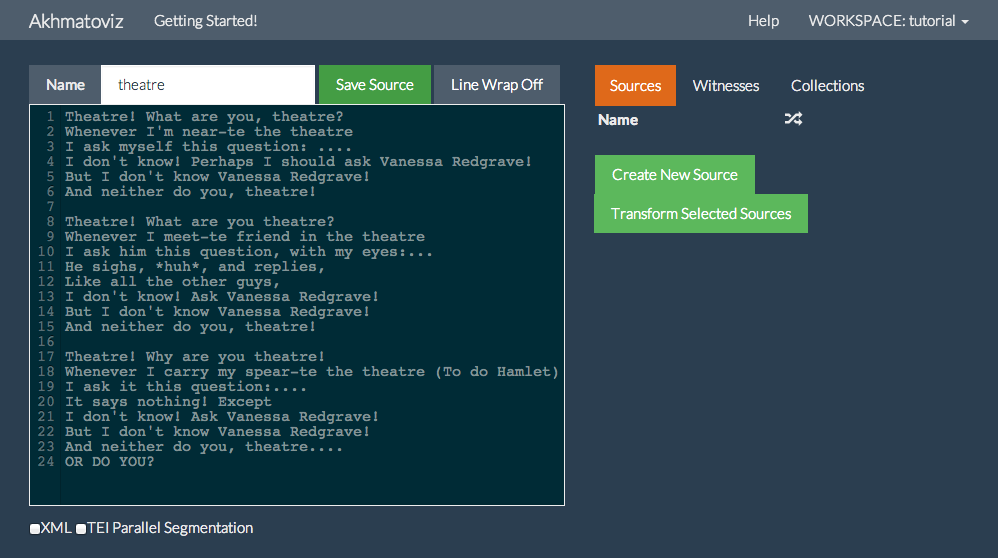 Akhmatoviz Getting Started! Help WORKSPACE: tutorial
Name theatre Save Source Line Wrap Off
1 Theatre! What are you, theatre?
2 Whenever I'm near-te the theatre
3 I ask myself this question: ....
4 I don't know! Perhaps I should ask Vanessa Redgrave!
5 But I don't know Vanessa Redgrave!
6 And neither do you, theatre!
7
8 Theatre! What are you theatre?
9 Whenever I meet-te friend in the theatre
10 I ask him this question, with my eyes:...
11 He sighs, *huh*, and replies,
12 Like all the other guys,
13 I don't know! Ask Vanessa Redgrave!
14 But I don't know Vanessa Redgrave!
15 And neither do you, theatre!
16
17 Theatre! Why are you theatre!
18 Whenever I carry my spear-te the theatre (To do Hamlet)
19 I ask it this question:....
20 It says nothing! Except
21 I don't know! Ask Vanessa Redgrave!
22 But I don't know Vanessa Redgrave!
23 And neither do you, theatre....
24 OR DO YOU?
XML TEI Parallel Segmentation
Sources Witnesses Collections
Name
Create New Source
Transform Selected Sources